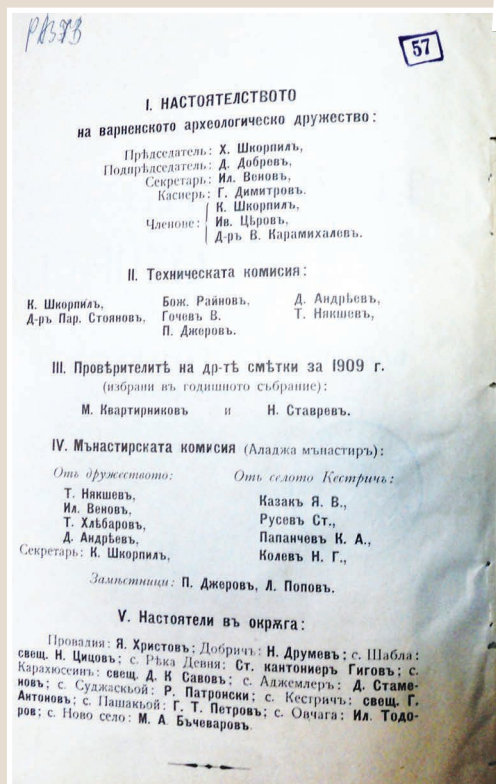 57
I. НАСТОЯТЕЛСТВОТО
на варненското археологическо дружество:
Прѣдседатель: Х. Шкорпилъ,
Подпрѣдседатель: Д. Добревъ,
Секретарь: Ил. Веновъ,
Касиеръ: Г. Димитровъ.
К. Шкорпилъ,
Членове: Ив. Цѣровъ,
Д-ръ В. Карамихалевъ.
II. Техническата комисия:
К. Шкорпилъ, Бож. Райновъ, Д. Андрѣевъ,
Д-ръ Пар. Стояновъ, Гочевъ В. Т. Някшевъ,
П. Джеровъ.
III. Провѣрителитѣ на др-тѣ смѣтки за 1909 г.
(избрани въ годишното събрание):
М. Квартирниковъ и Н. Ставревъ.
IV. Мънастирската комисия (Аладжа мънастиръ):
Отъ дружеството: Отъ селото Кестричъ:
Т. Някшевъ, Казакъ Я. В.,
Ил. Веновъ, Русевъ Ст.,
Т. Хлѣбаровъ, Папанчевъ К. А.,
Д. Андрѣевъ, Колевъ Н. Г.,
Секретарь: К. Шкорпилъ,
Замѣстници: П. Джеровъ, Л. Поповъ.
V. Настоятели въ окрѫга:
Провалия: Я. Христовъ; Добричъ: Н. Друмевъ; с. Шабла:
свещ. Н. Цицовъ; с. Рѣка Девня: Ст. кантониеръ Гиговъ; с.
Карахюсеинъ: свещ. Д. К Савовъ; с. Аджемлеръ: Д. Стаме-
новъ; с. Суджаскьой: Р. Патронски; с. Кестричъ: свещ. Г.
Антоновъ; с. Пашакьой: Г. Т. Петровъ; с. Овчага: Ил. Тодо-
ровъ; с. Ново село: М. А. Бъчеваровъ.